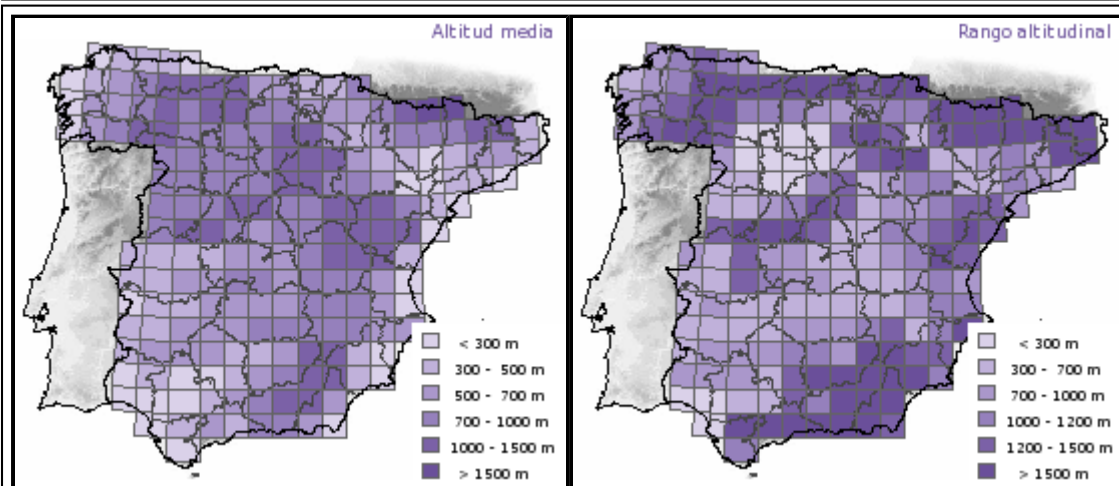 Altitud media
< 300 m
300 - 500 m
500 - 700 m
700 - 1000 m
1000 - 1500 m
> 1500 m
Rango altitudinal
< 300 m
300 - 700 m
700 - 1000 m
1000 - 1200 m
1200 - 1500 m
> 1500 m